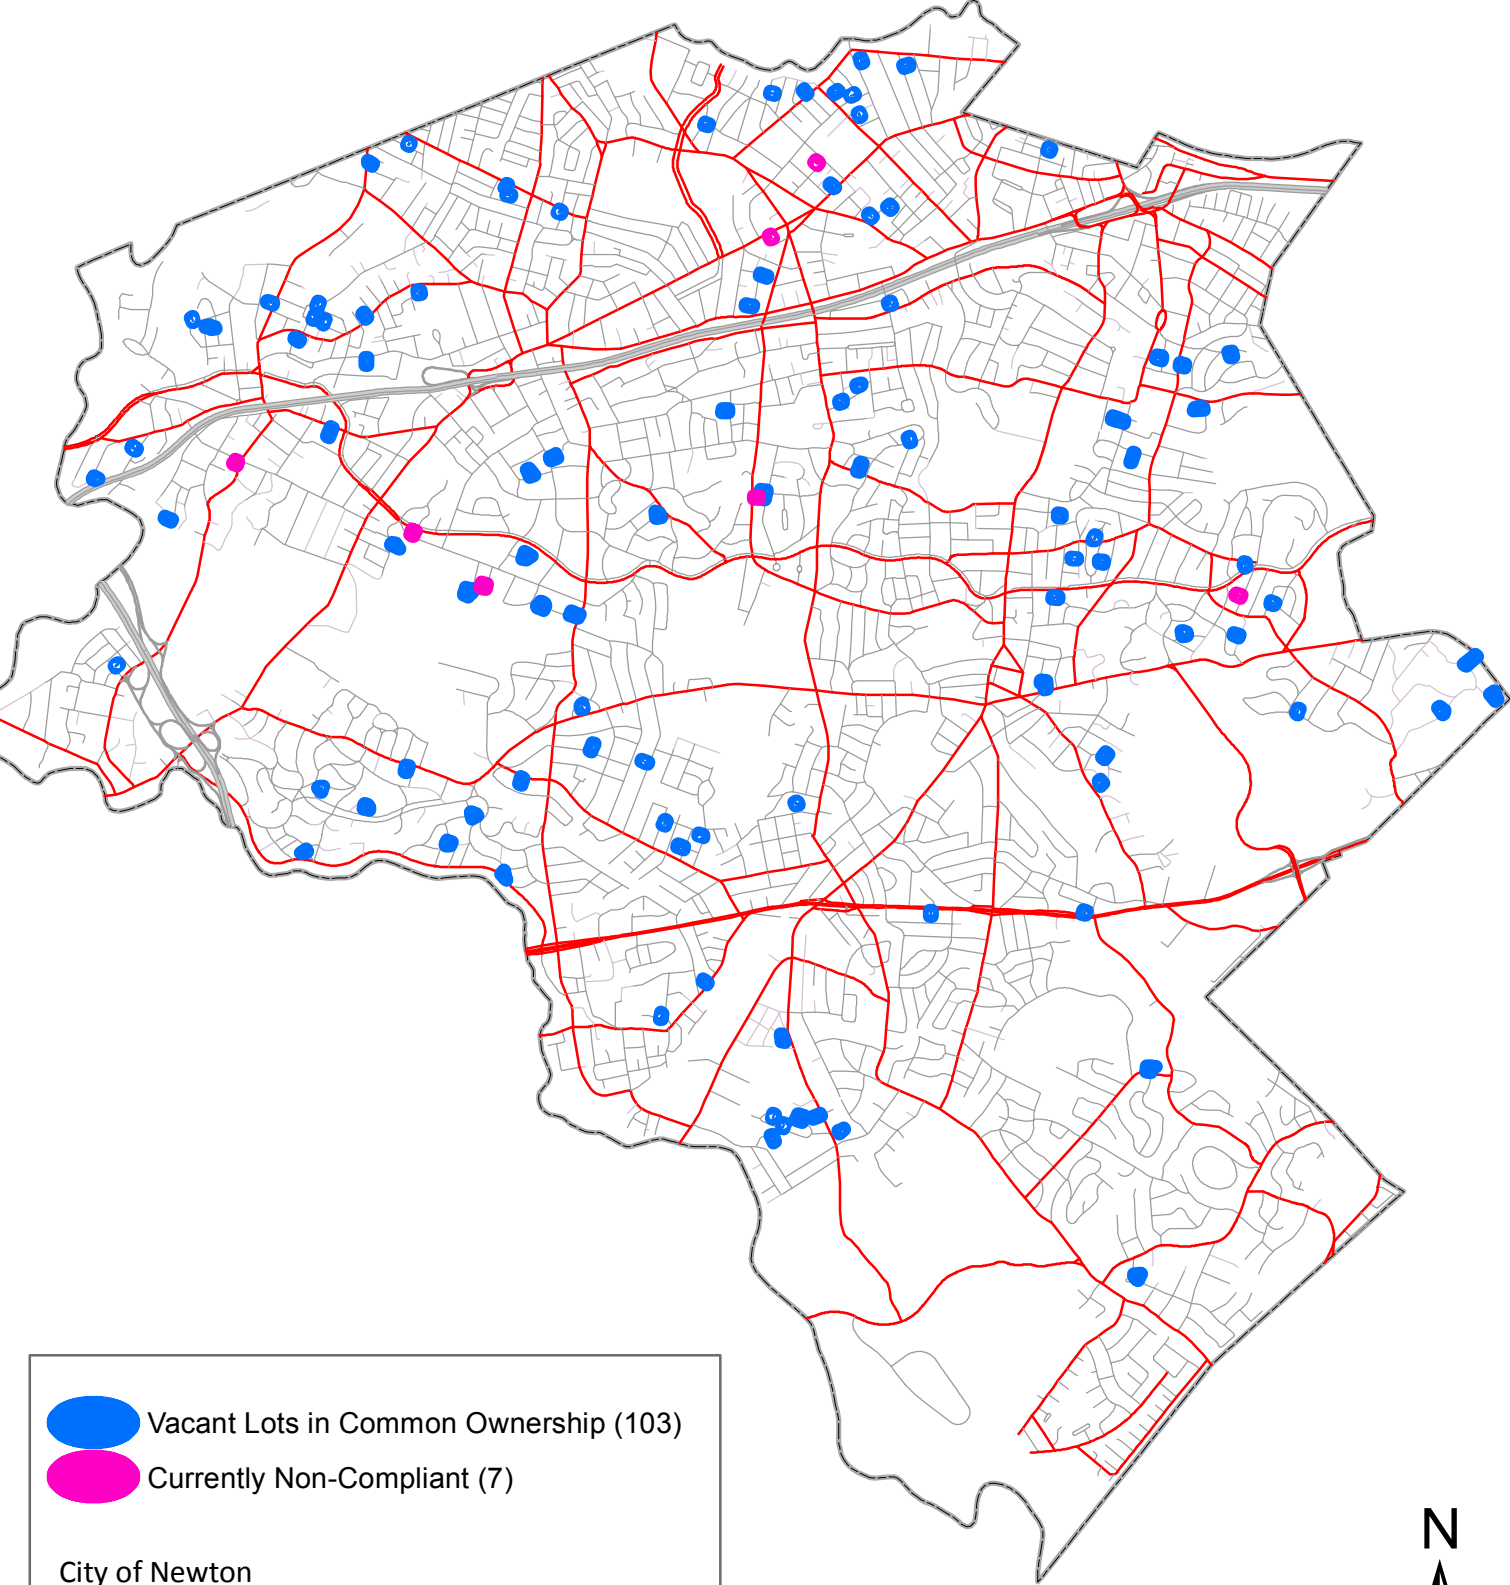 Vacant Lots in Common Ownership (103)
Currently Non-Compliant (7)
City of Newton
N